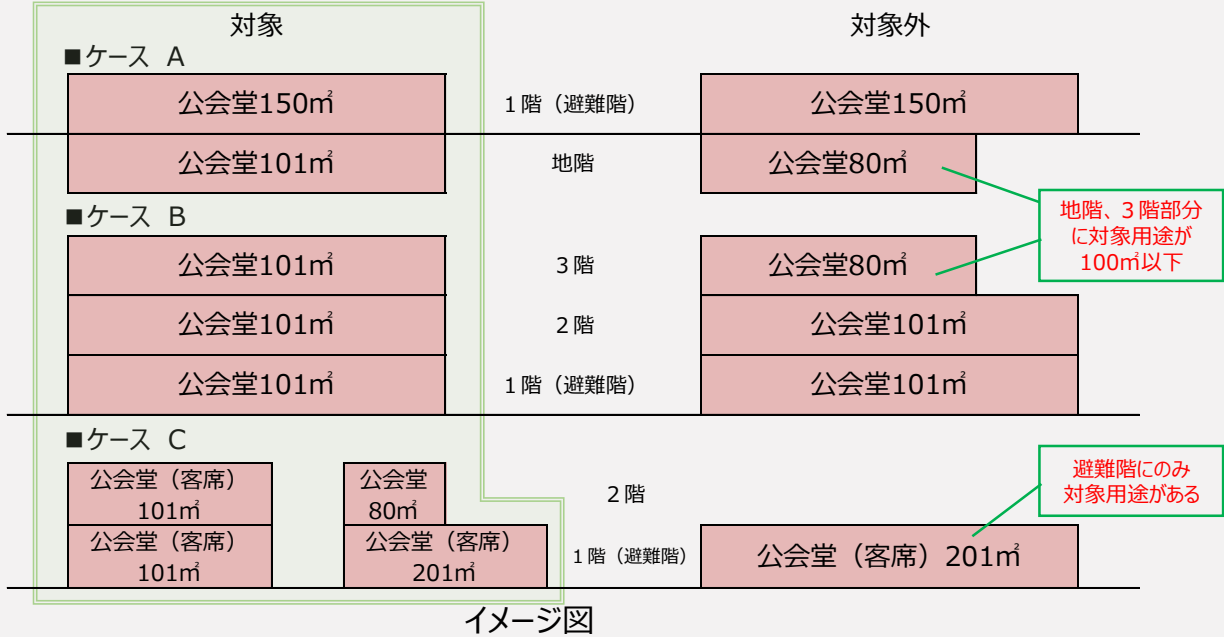 対象
対象外
■ケース A
公会堂150㎡
1階（避難階）
公会堂150㎡
公会堂101㎡
地階
公会堂80㎡
地階、3階部分
に対象用途が
100㎡以下
■ケース B
公会堂101㎡
3階
公会堂80㎡
公会堂101㎡
2階
公会堂101㎡
公会堂101㎡
1階（避難階）
公会堂101㎡
■ケース C
公会堂（客席）
101㎡
公会堂
80㎡
2階
避難階にのみ
対象用途がある
公会堂（客席）
101㎡
公会堂（客席）
201㎡
1階（避難階）
公会堂（客席）201㎡
イメージ図